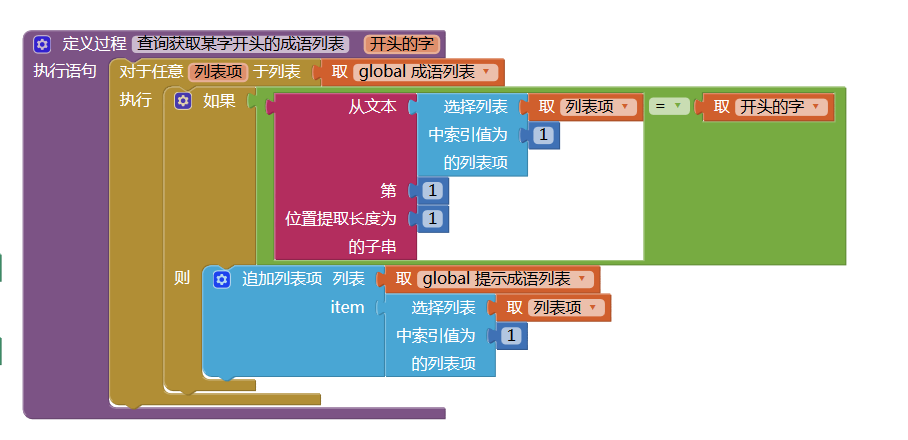 定义过程 查询获取某字开头的成语列表 开头的字
执行语句 对于任意 列表项 于列表 取 global 成语列表
执行 如果 从文本 选择列表 取 列表项 = 取 开头的字
中索引值为 1
的列表项
第 1
位置提取长度为 1
的子串
则 追加列表项 列表 取 global 提示成语列表
item 选择列表 取 列表项
中索引值为 1
的列表项